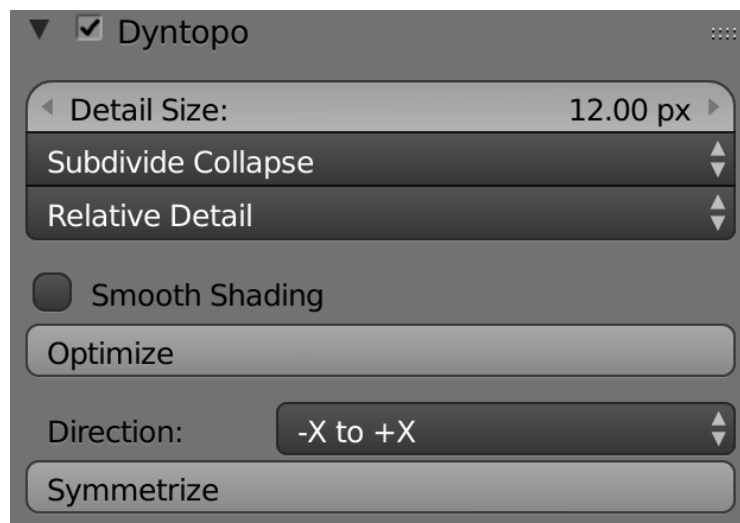 Dyntopo
Detail Size: 12.00 px
Subdivide Collapse
Relative Detail
Smooth Shading
Optimize
Direction: -X to +X
Symmetrize